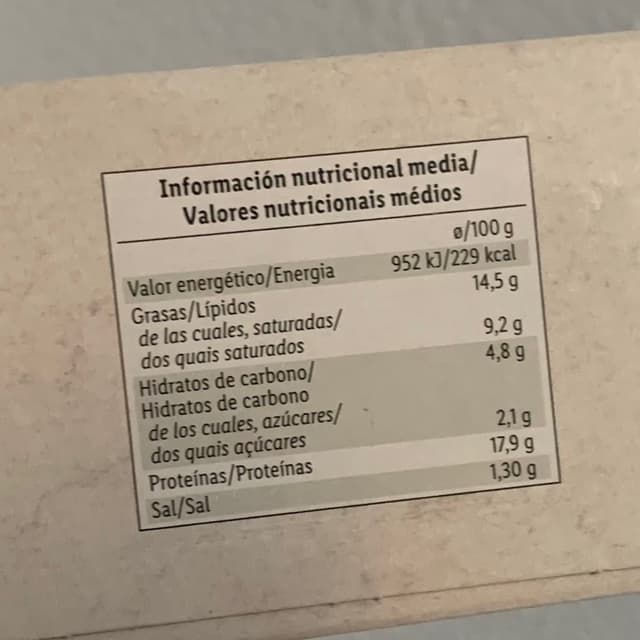 Información nutricional media/
Valores nutricionais médios
ø/100 g
Valor energético/Energia 952 kJ/229 kcal
Grasas/Lípidos 14,5 g
de las cuales, saturadas/
dos quais saturados 9,2 g
Hidratos de carbono/ 4,8 g
Hidratos de carbono
de los cuales, azúcares/
dos quais açúcares 2,1 g
Proteínas/Proteínas 17,9 g
Sal/Sal 1,30 g